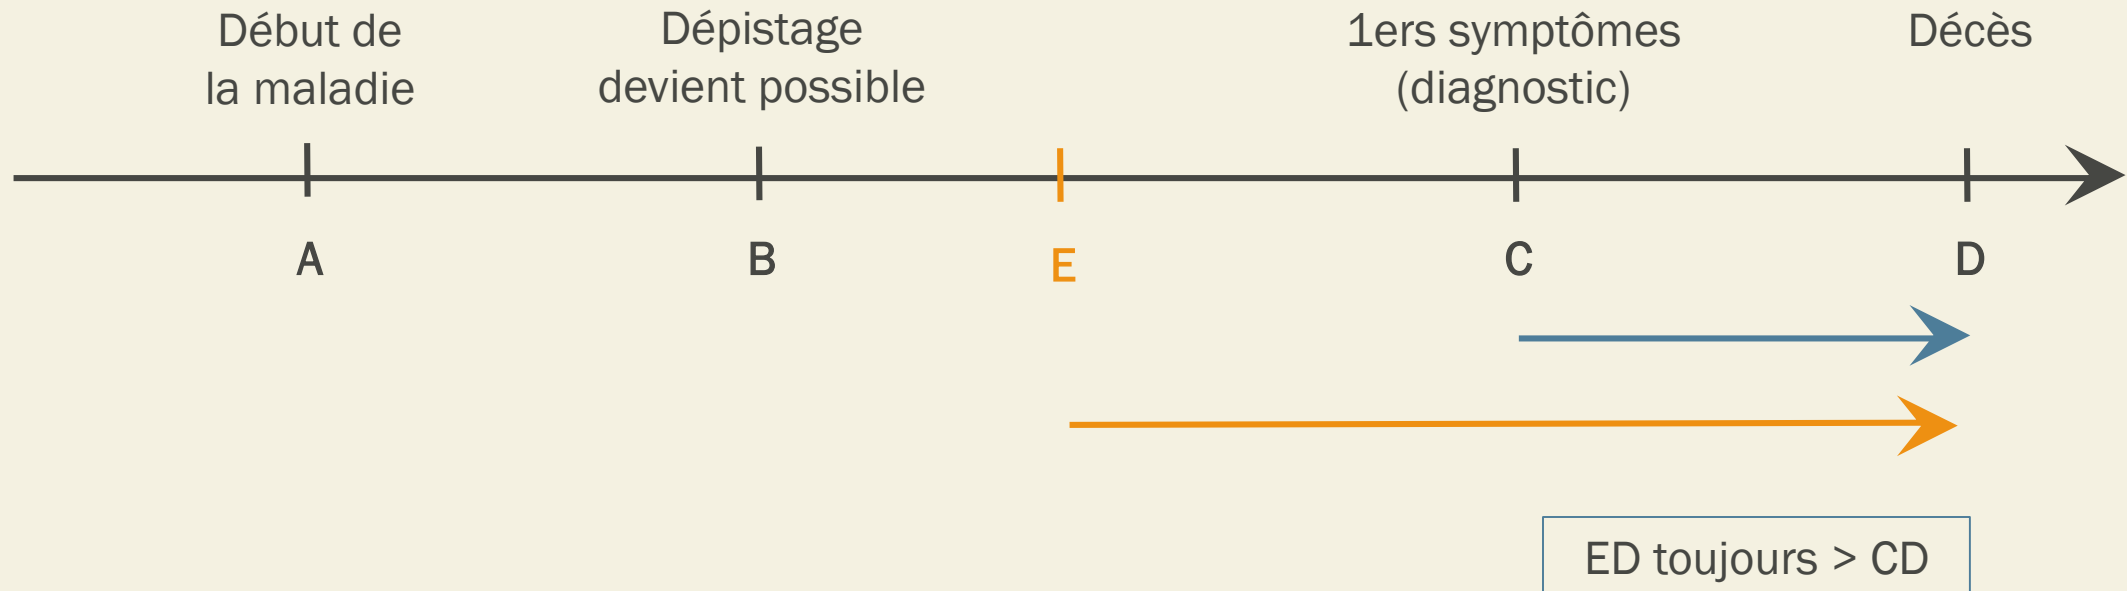 Début de
la maladie
Dépistage
devient possible
1ers symptômes
(diagnostic)
Décès
A
B
E
C
D
ED toujours > CD